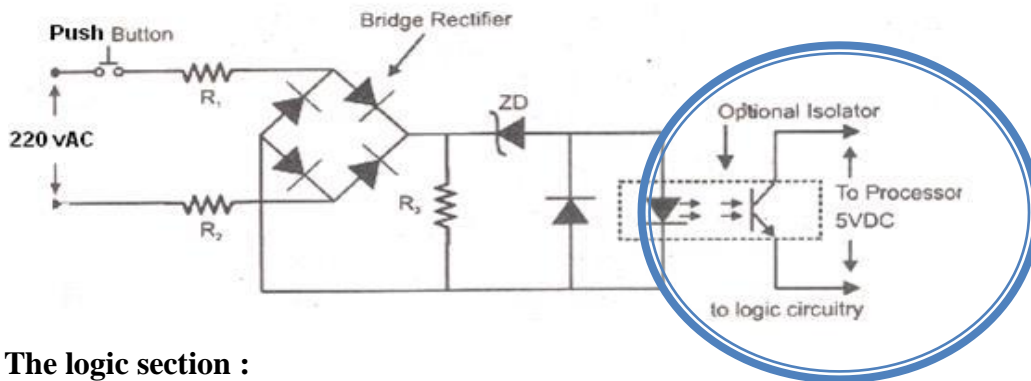 Bridge Rectifier
Push Button
R₁
ZD
Optional Isolator
220 vAC
To Processor
5VDC
R₃
R₂
to logic circuitry
The logic section :